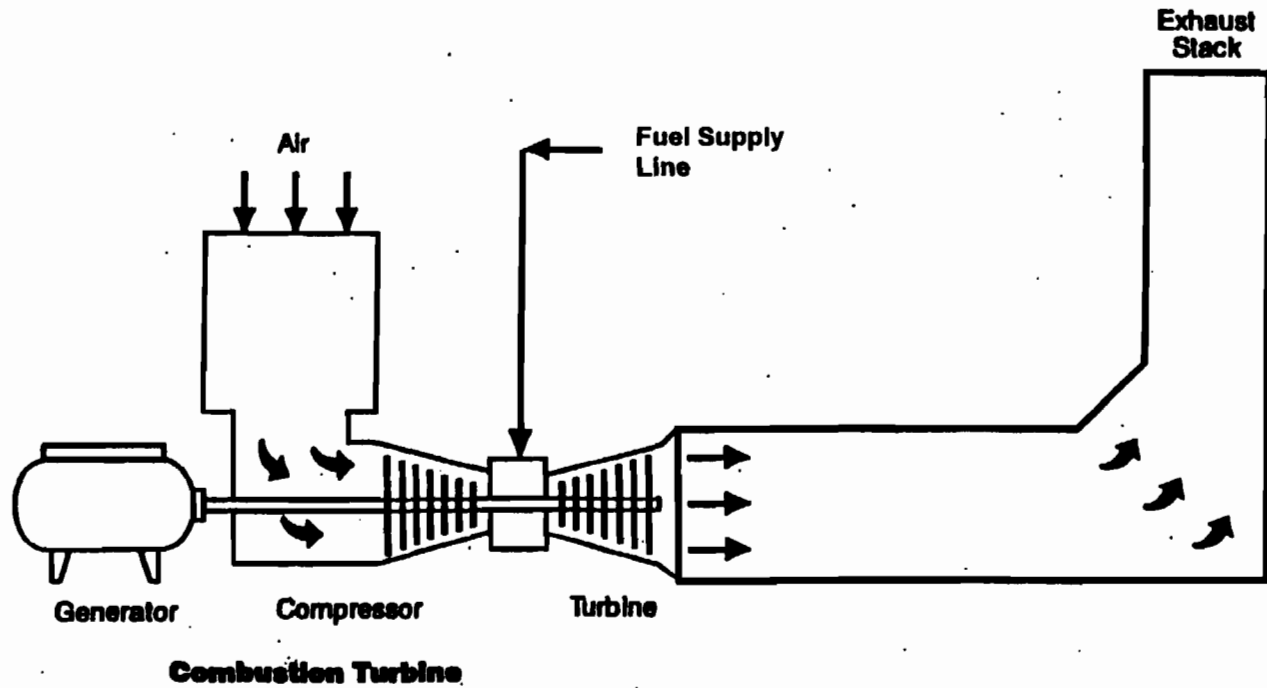 Exhaust
Stack
Air
Fuel Supply
Line
Generator
Compressor
Turbine
Combustion Turbine